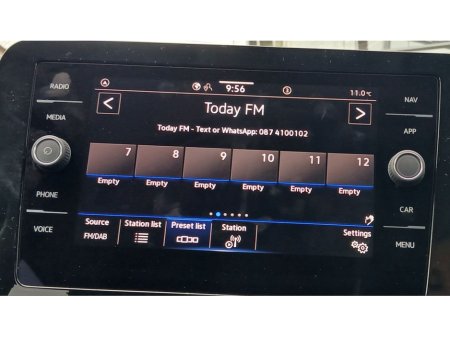 RADIO
MEDIA
PHONE
VOICE
9:56
3
11.0°C
<
Today FM
>
Today FM - Text or WhatsApp: 087 4100102
7 8 9 10 11 12
Empty Empty Empty Empty Empty Empty
Source Station list Preset list Station Settings
FM/DAB
NAV
APP
CAR
MENU